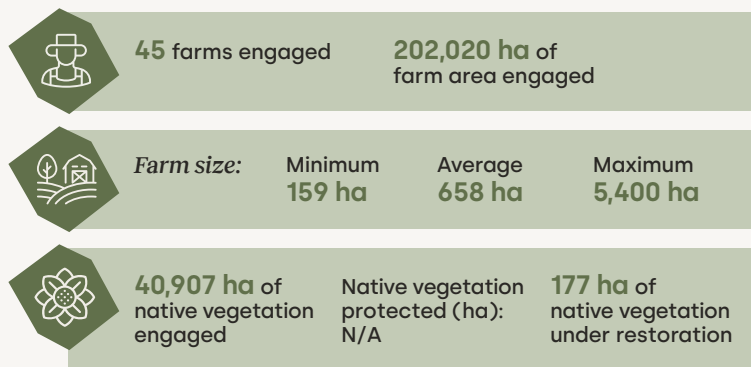 45 farms engaged
202,020 ha of
farm area engaged
Farm size:
Minimum
159 ha
Average
658 ha
Maximum
5,400 ha
40,907 ha of
native vegetation
engaged
Native vegetation
protected (ha):
N/A
177 ha of
native vegetation
under restoration